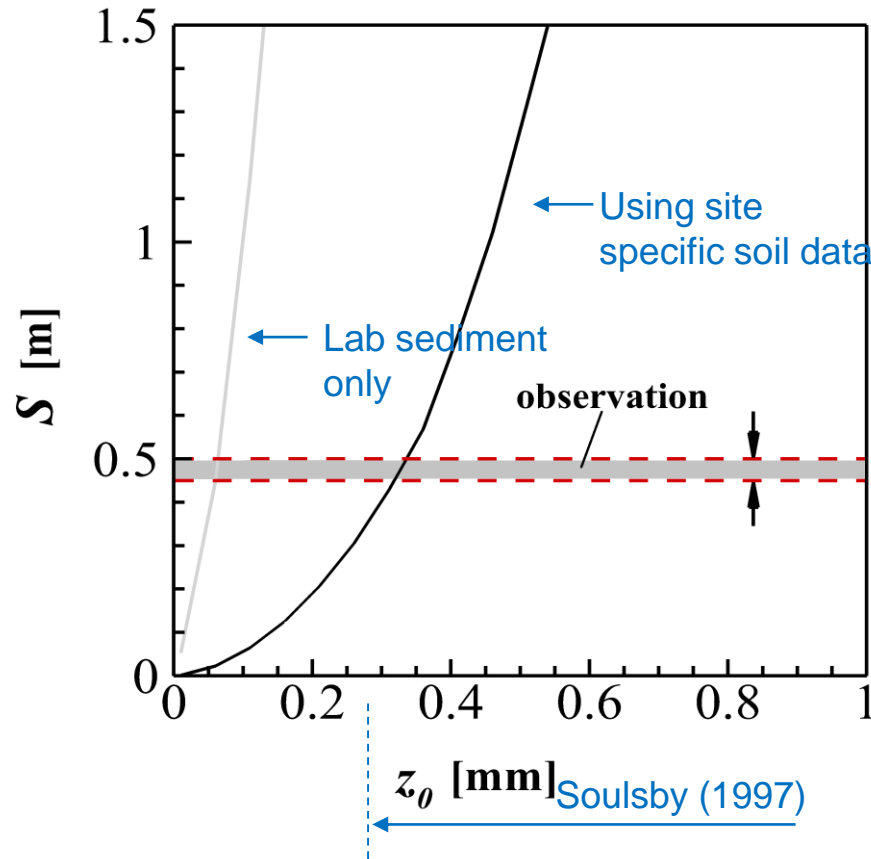 1.5
Using site
specific soil data
1
S [m]
Lab sediment
only
observation
0.5
0
0 0.2 0.4 0.6 0.8 1
z₀ [mm]
Soulsby (1997)